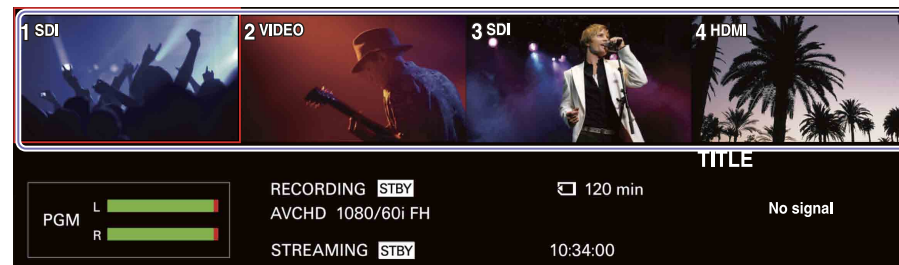 1 SDI
2 VIDEO
3 SDI
4 HDMI
TITLE
RECORDING STBY
120 min
PGM
L
R
AVCHD 1080/60i FH
No signal
STREAMING STBY
10:34:00